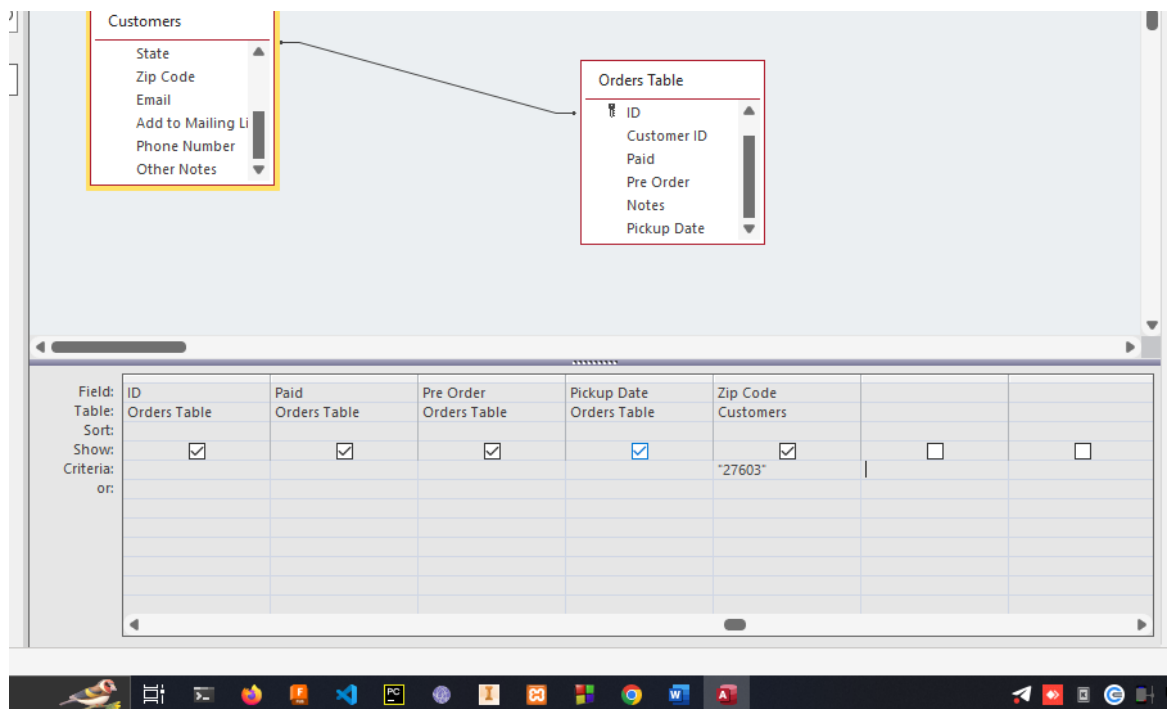 Customers
State
Zip Code
Email
Add to Mailing Li
Phone Number
Other Notes
Orders Table
ID
Customer ID
Paid
Pre Order
Notes
Pickup Date
Field: ID Paid Pre Order Pickup Date Zip Code
Table: Orders Table Orders Table Orders Table Orders Table Customers
Sort:
Show:
Criteria: "27603"
or:
PC
W
A